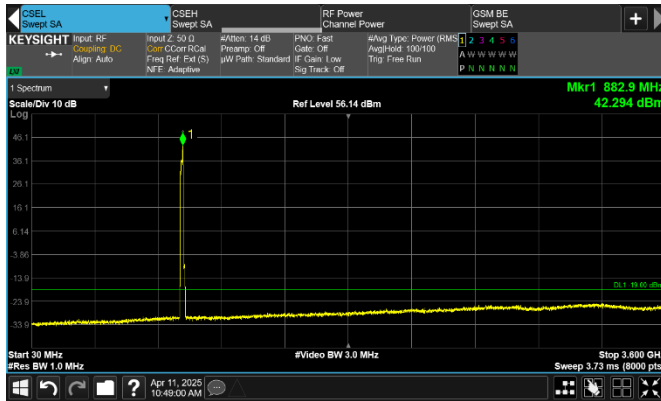 CSEL
Swept SA
CSEH
Swept SA
RF Power
Channel Power
GSM BE
Swept SA
KEYSIGHT
Input: RF
Coupling: DC
Align: Auto
Input Z: 50 Ω
Corr CCorr RCal
Freq Ref: Ext (S)
NFE: Adaptive
#Atten: 14 dB
Preamp: Off
µW Path: Standard
PNO: Fast
Gate: Off
IF Gain: Low
Sig Track: Off
#Avg Type: Power (RMS
Avg|Hold: 100/100
Trig: Free Run
1 2 3 4 5 6
A W W W W W
P N N N N N
1 Spectrum
Mkr1 882.9 MHz
Scale/Div 10 dB
Ref Level 56.14 dBm
42.294 dBm
Log
1
46.1
36.1
26.1
16.1
6.14
-3.86
-13.9
DL1 -19.00 dBm
-23.9
-33.9
Start 30 MHz
#Video BW 3.0 MHz
Stop 3.600 GHz
#Res BW 1.0 MHz
Sweep 3.73 ms (8000 pts)
Apr 11, 2025
10:49:00 AM